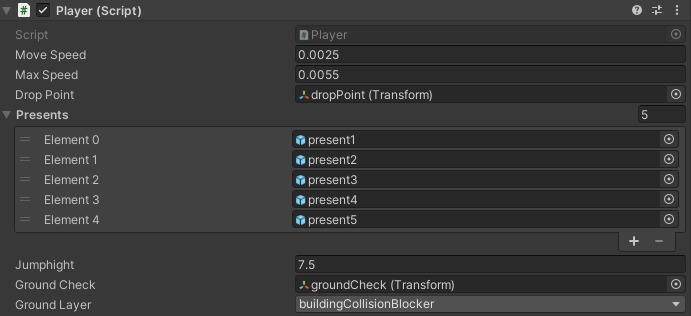 Player (Script)
Script Player
Move Speed 0.0025
Max Speed 0.0055
Drop Point dropPoint (Transform)
Presents 5
Element 0 present1
Element 1 present2
Element 2 present3
Element 3 present4
Element 4 present5
+ −
Jumphight 7.5
Ground Check groundCheck (Transform)
Ground Layer buildingCollisionBlocker